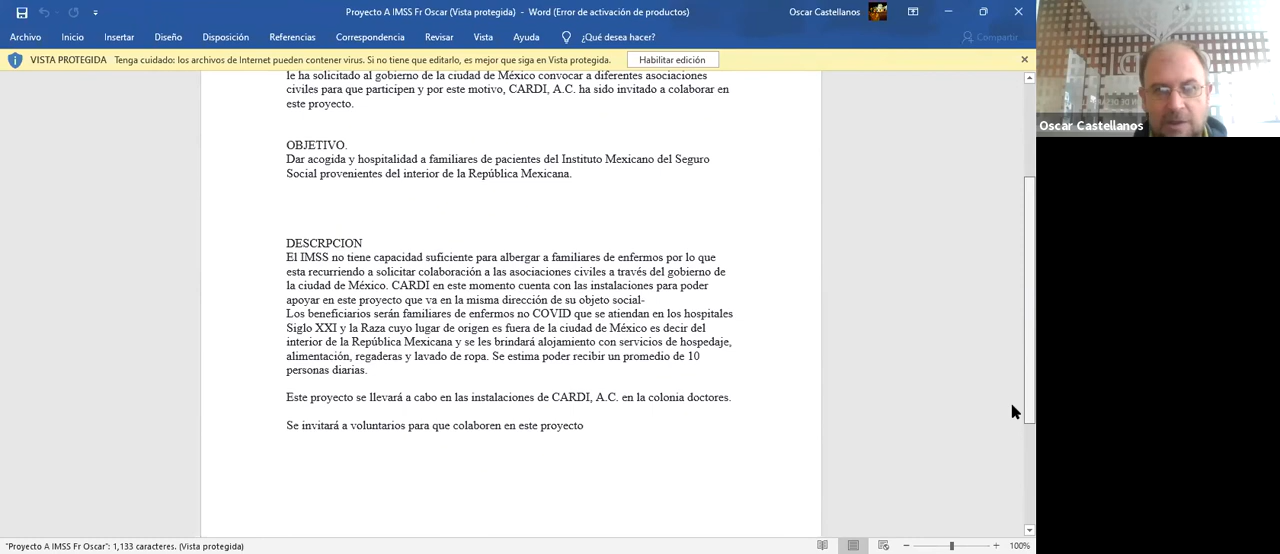 Proyecto A IMSS Fr Oscar (Vista protegida) - Word (Error de activación de productos)
Oscar Castellanos
Archivo Inicio Insertar Diseño Disposición Referencias Correspondencia Revisar Vista Ayuda ¿Qué desea hacer? Compartir
VISTA PROTEGIDA Tenga cuidado: los archivos de Internet pueden contener virus. Si no tiene que editarlo, es mejor que siga en Vista protegida. Habilitar edición
le ha solicitado al gobierno de la ciudad de México convocar a diferentes asociaciones
civiles para que participen y por este motivo, CARDI, A.C. ha sido invitado a colaborar en
este proyecto.
OBJETIVO.
Dar acogida y hospitalidad a familiares de pacientes del Instituto Mexicano del Seguro
Social provenientes del interior de la República Mexicana.
DESCRPCION
El IMSS no tiene capacidad suficiente para albergar a familiares de enfermos por lo que
esta recurriendo a solicitar colaboración a las asociaciones civiles a través del gobierno de
la ciudad de México. CARDI en este momento cuenta con las instalaciones para poder
apoyar en este proyecto que va en la misma dirección de su objeto social-
Los beneficiarios serán familiares de enfermos no COVID que se atiendan en los hospitales
Siglo XXI y la Raza cuyo lugar de origen es fuera de la ciudad de México es decir del
interior de la República Mexicana y se les brindará alojamiento con servicios de hospedaje,
alimentación, regaderas y lavado de ropa. Se estima poder recibir un promedio de 10
personas diarias.
Este proyecto se llevará a cabo en las instalaciones de CARDI, A.C. en la colonia doctores.
Se invitará a voluntarios para que colaboren en este proyecto
"Proyecto A IMSS Fr Oscar": 1,133 caracteres. (Vista protegida)
100%
Oscar Castellanos